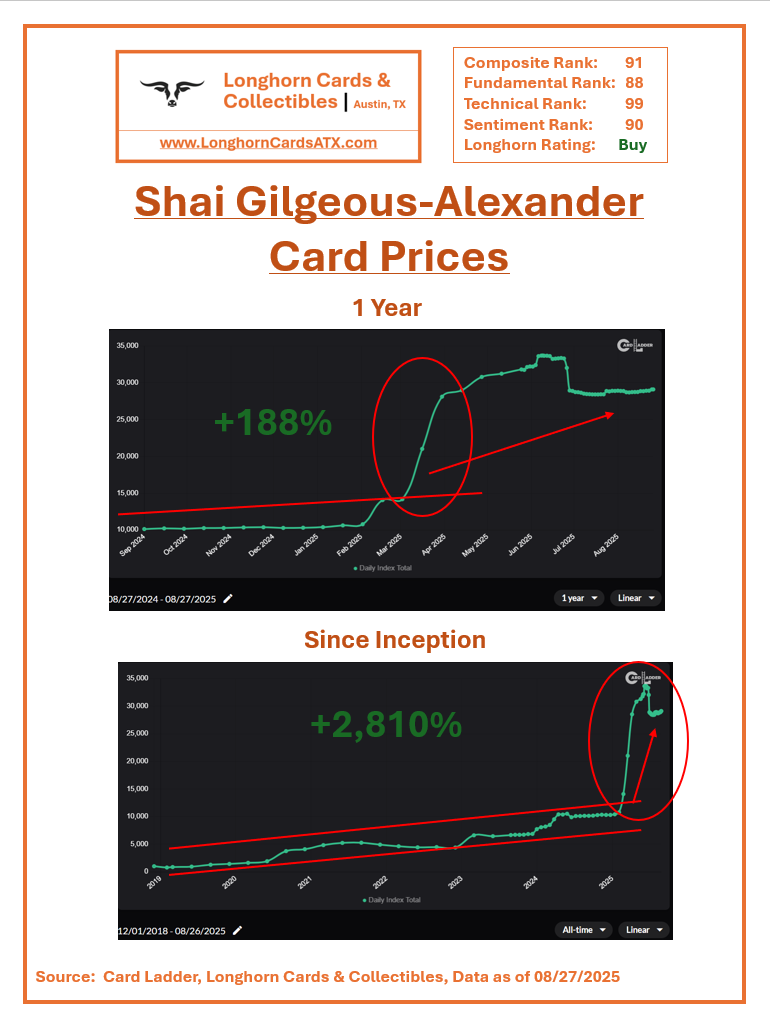 Longhorn Cards &
Collectibles | Austin, TX
www.LonghornCardsATX.com
Composite Rank: 91
Fundamental Rank: 88
Technical Rank: 99
Sentiment Rank: 90
Longhorn Rating: Buy
Shai Gilgeous-Alexander
Card Prices
1 Year
CARD LADDER
35,000
30,000
25,000
20,000
15,000
10,000
+188%
Sep 2024
Oct 2024
Nov 2024
Dec 2024
Jan 2025
Feb 2025
Mar 2025
Apr 2025
May 2025
Jun 2025
Jul 2025
Aug 2025
Daily Index Total
08/27/2024 - 08/27/2025
1 year
Linear
Since Inception
CARD LADDER
35,000
30,000
25,000
20,000
15,000
10,000
5,000
0
+2,810%
2019
2020
2021
2022
2023
2024
2025
Daily Index Total
12/01/2018 - 08/26/2025
All-time
Linear
Source: Card Ladder, Longhorn Cards & Collectibles, Data as of 08/27/2025